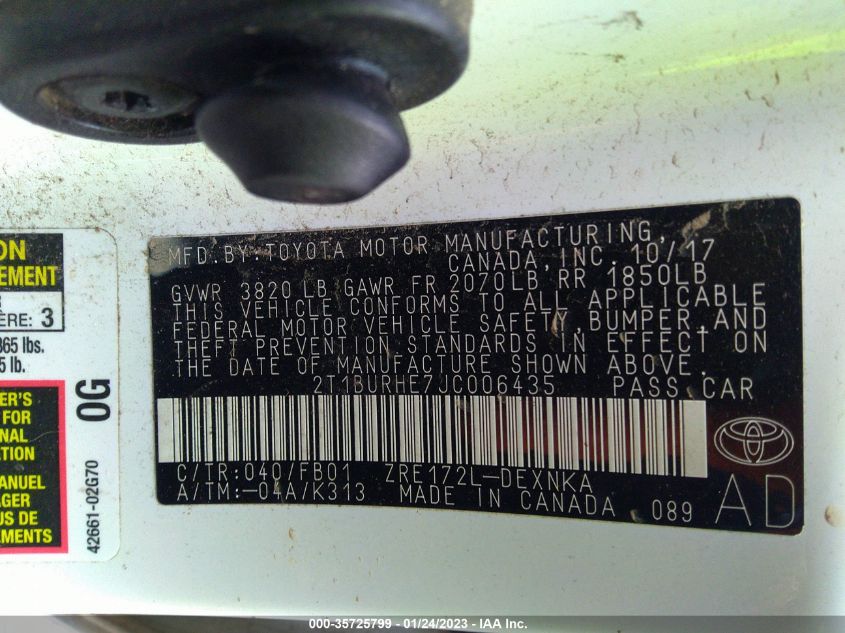 MFD. BY: TOYOTA MOTOR MANUFACTURING,
CANADA, INC. 10/17
GVWR 3820 LB GAWR FR 2070LB RR 1850LB
THIS VEHICLE CONFORMS TO ALL APPLICABLE
FEDERAL MOTOR VEHICLE SAFETY, BUMPER, AND
THEFT PREVENTION STANDARDS IN EFFECT ON
THE DATE OF MANUFACTURE SHOWN ABOVE.
2T1BURHE7JC006435 PASS. CAR
C/TR: 040/FB01 ZRE172L-DEXNKA
A/TM: -04A/K313 MADE IN CANADA 089
AD
ON
EMENT
ÈRE: 3
865 lbs.
5 lb.
ER'S
FOR
NAL
TION
ANUEL
AGER
US DE
LEMENTS
0G
42661-02G70
000-35725799 — 01/24/2023 — IAA Inc.